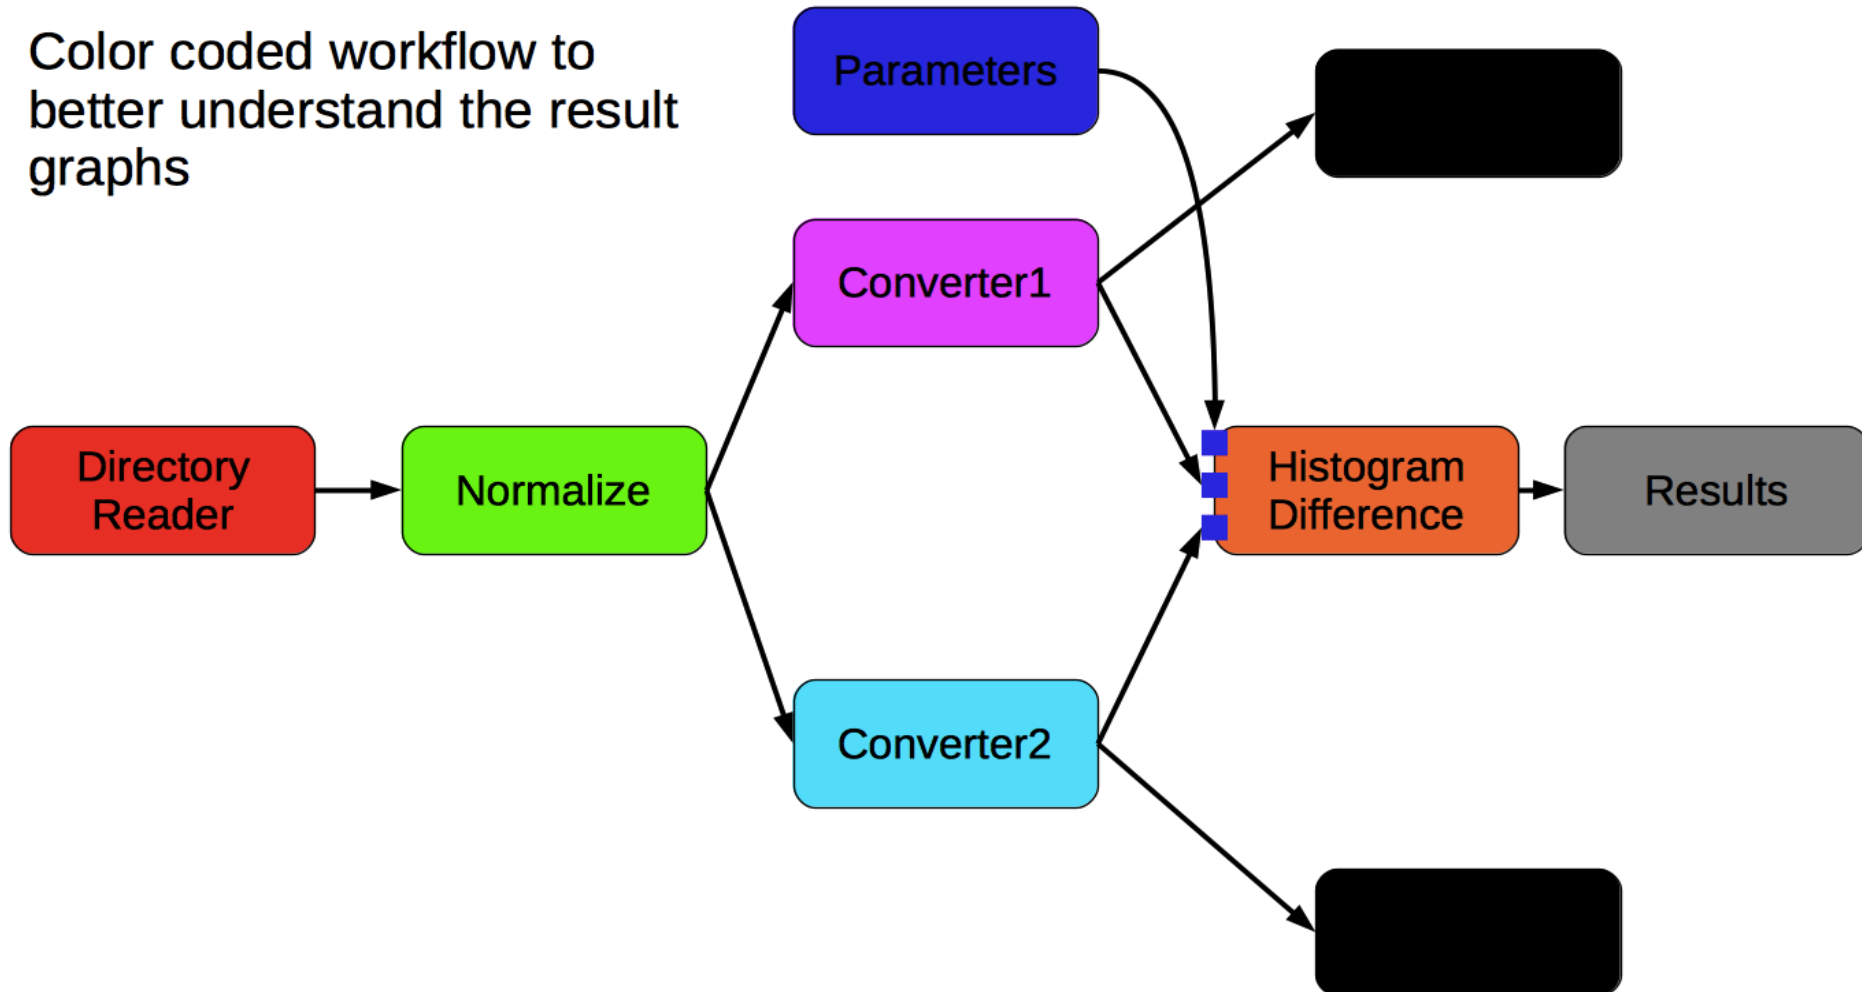 Color coded workflow to
better understand the result
graphs
Parameters
Converter1
Directory
Reader
Normalize
Histogram
Difference
Results
Converter2